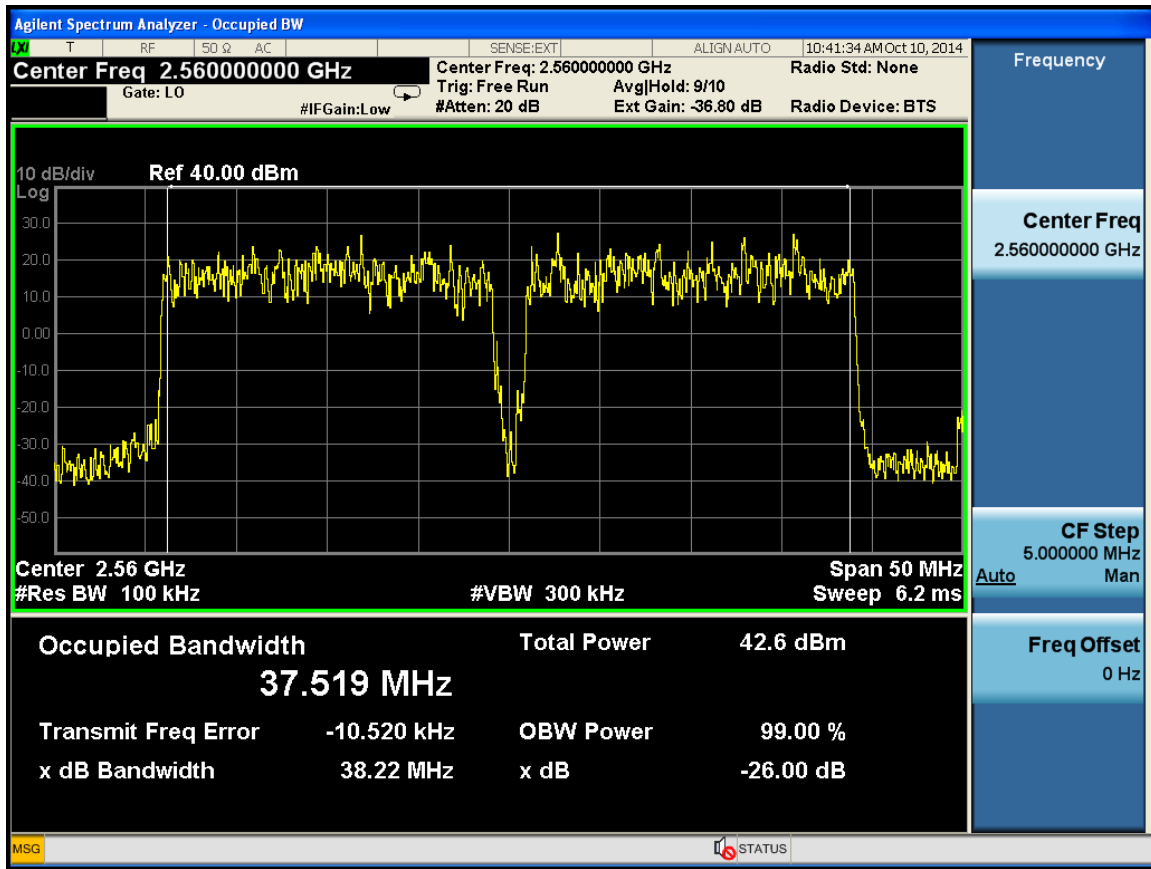 Agilent Spectrum Analyzer - Occupied BW
LXI T RF 50 Ω AC SENSE:EXT ALIGN AUTO 10:41:34 AM Oct 10, 2014
Center Freq 2.560000000 GHz
Center Freq: 2.560000000 GHz
Radio Std: None
Gate: LO
Trig: Free Run
Avg|Hold: 9/10
#IFGain:Low
#Atten: 20 dB
Ext Gain: -36.80 dB
Radio Device: BTS
10 dB/div
Ref 40.00 dBm
Log
30.0
20.0
10.0
0.00
-10.0
-20.0
-30.0
-40.0
-50.0
Center 2.56 GHz
Span 50 MHz
#Res BW 100 kHz
#VBW 300 kHz
Sweep 6.2 ms
Occupied Bandwidth
Total Power 42.6 dBm
37.519 MHz
Transmit Freq Error -10.520 kHz
OBW Power 99.00 %
x dB Bandwidth 38.22 MHz
x dB -26.00 dB
MSG
STATUS
Frequency
Center Freq
2.560000000 GHz
CF Step
5.000000 MHz
Auto Man
Freq Offset
0 Hz